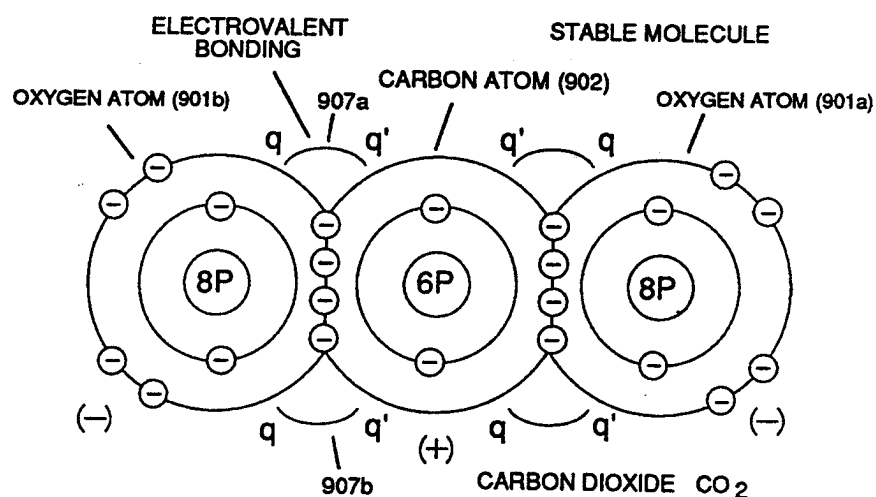 ELECTROVALENT
BONDING
STABLE MOLECULE
OXYGEN ATOM (901b)
907a
CARBON ATOM (902)
OXYGEN ATOM (901a)
q q' q' q
8P 6P 8P
(−) q q' (+) q q' (−)
907b
CARBON DIOXIDE CO2